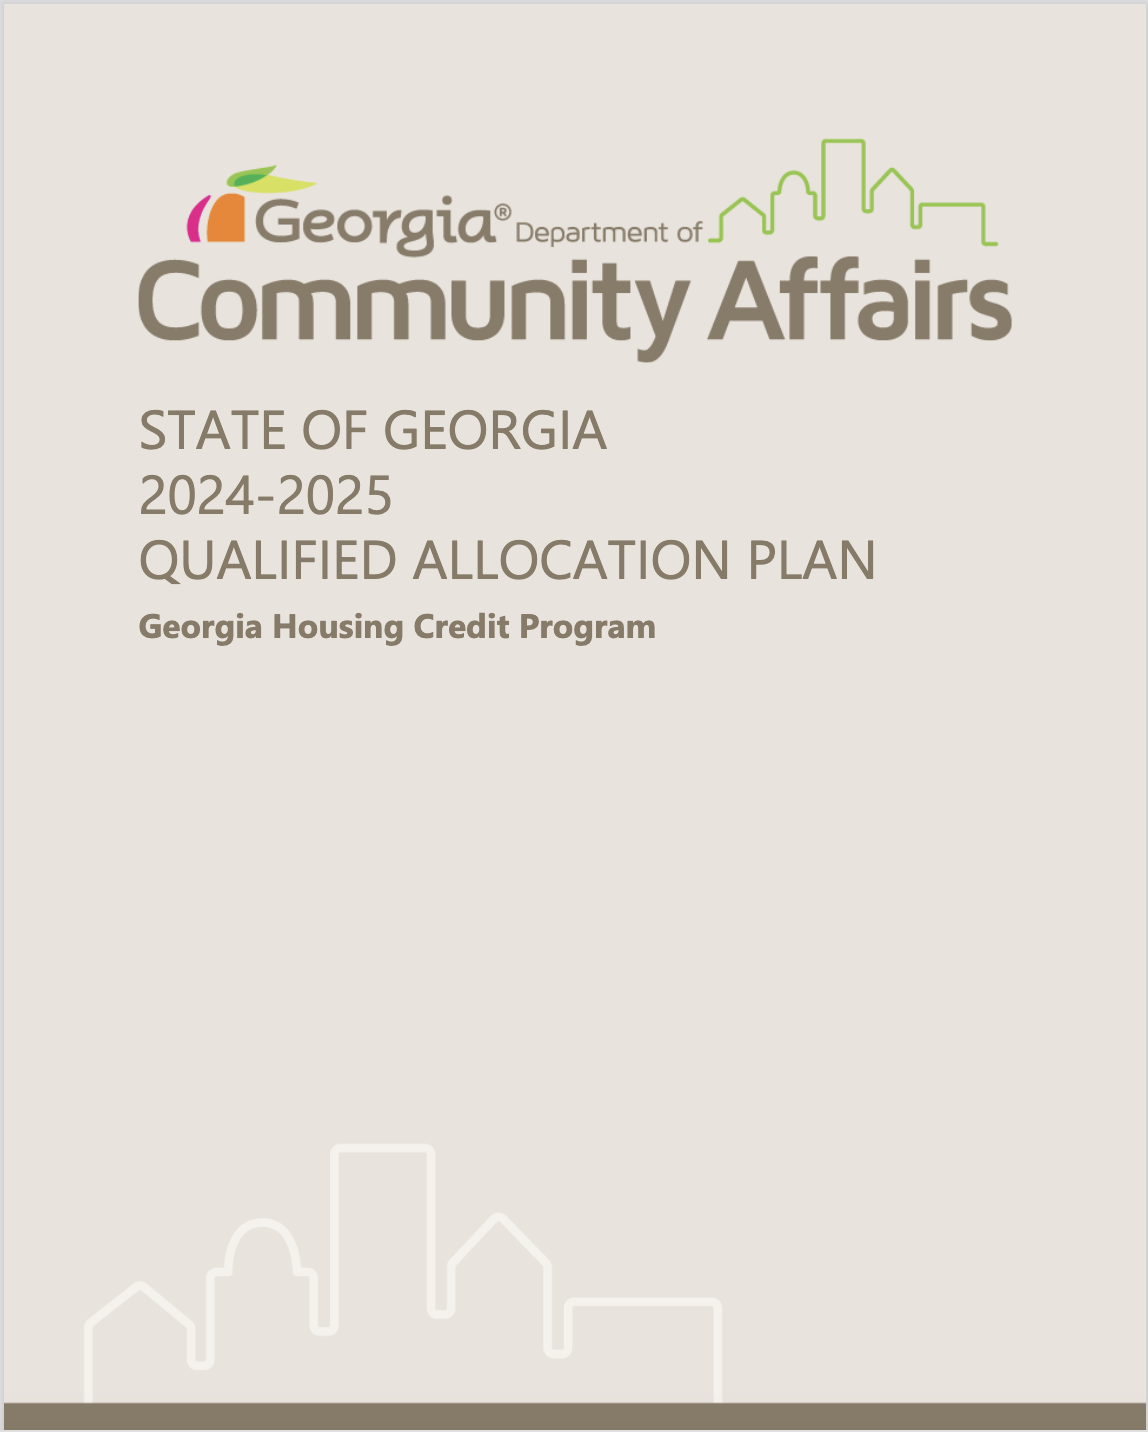 Georgia® Department of
Community Affairs
STATE OF GEORGIA
2024-2025
QUALIFIED ALLOCATION PLAN
Georgia Housing Credit Program